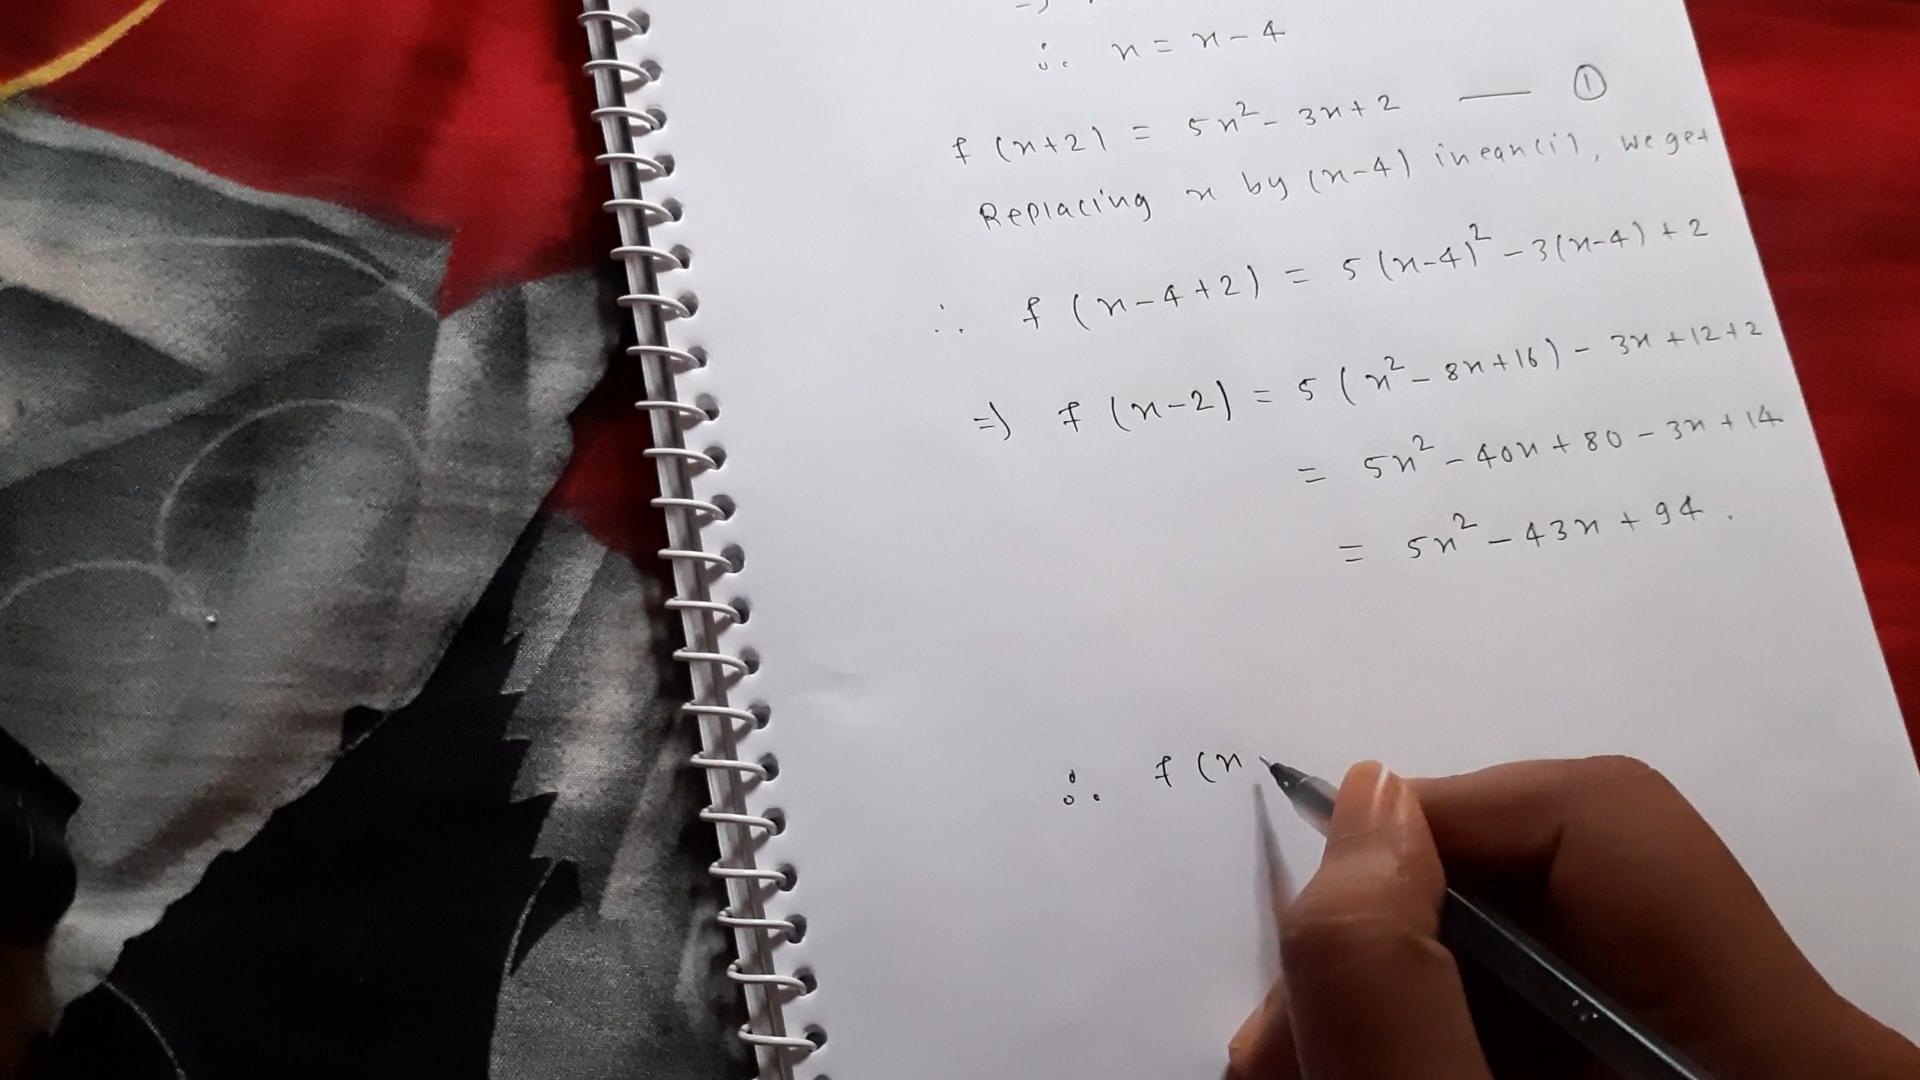 ∴ x = x - 4
f (x+2) = 5x² - 3x + 2 —— ①
Replacing x by (x-4) in eqn (i), we get
∴ f (x-4+2) = 5 (x-4)² - 3(x-4) + 2
=) f (x-2) = 5 (x² - 8x + 16) - 3x + 12 + 2
= 5x² - 40x + 80 - 3x + 14
= 5x² - 43x + 94 .
∴ f (x